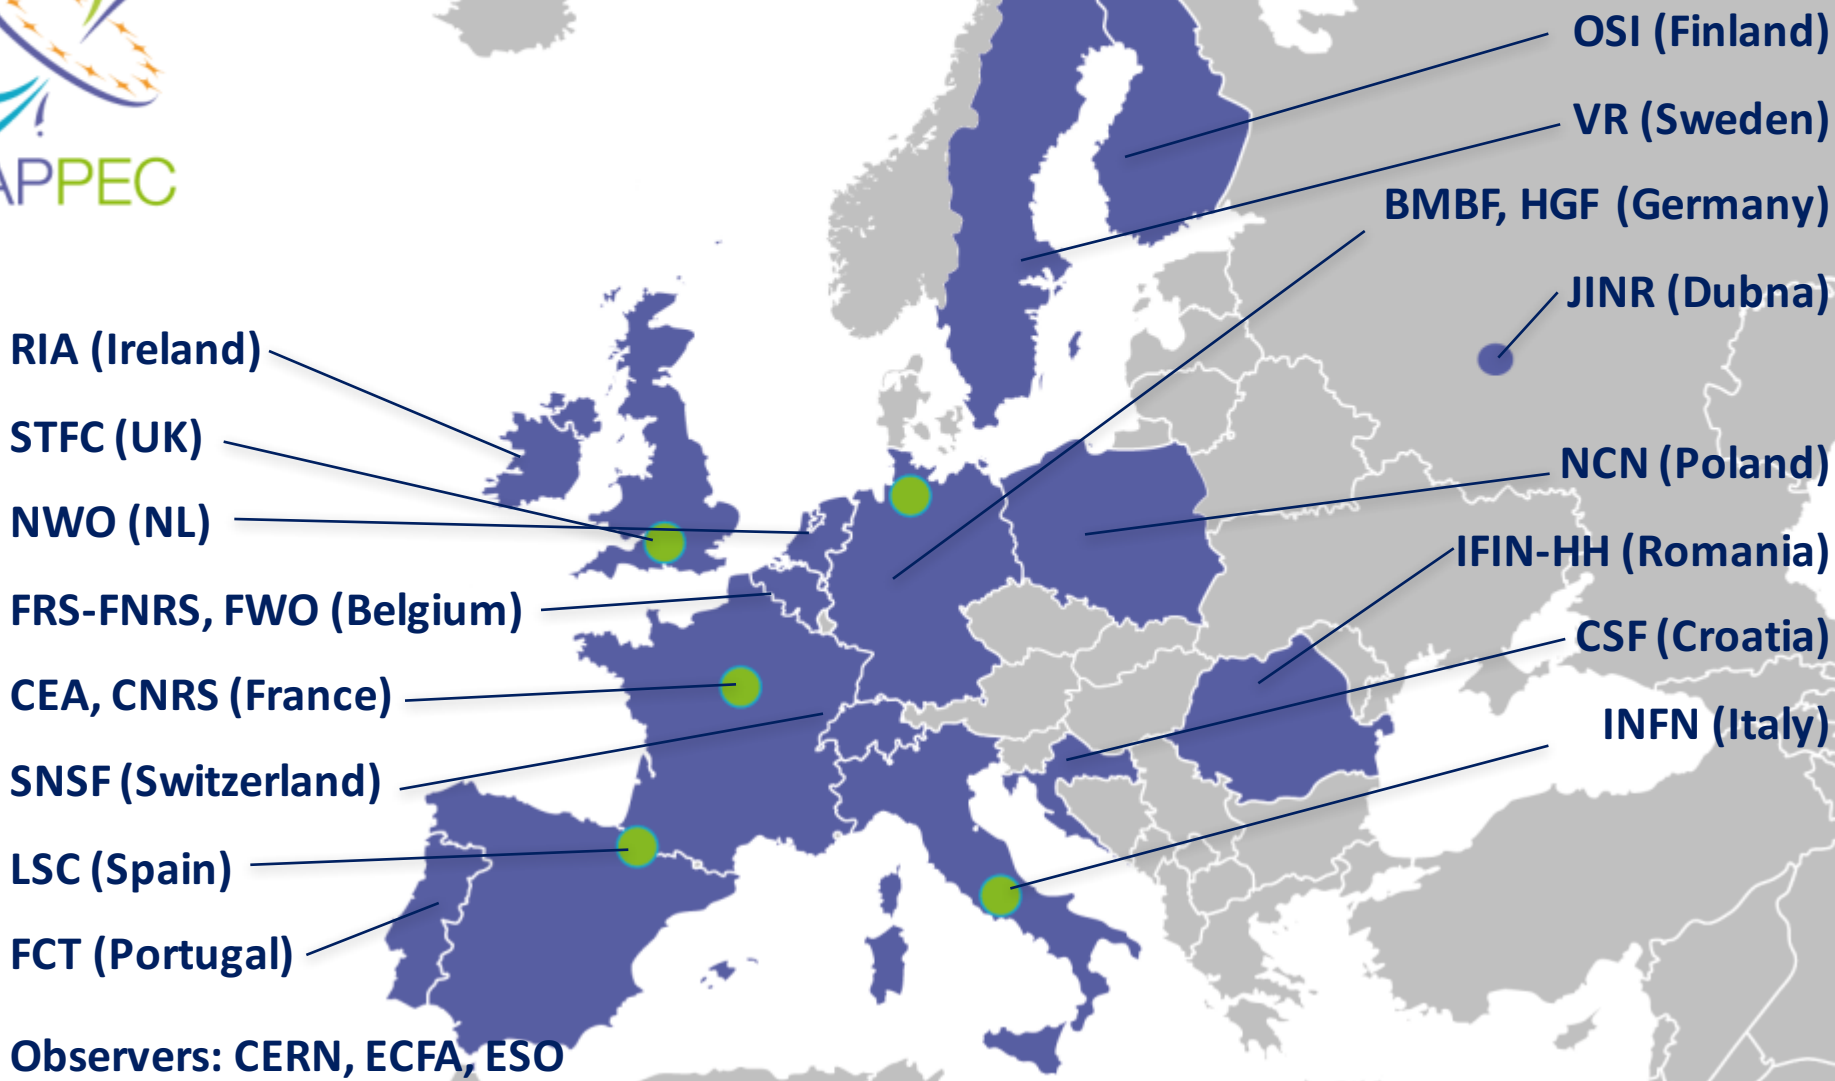 APPEC
RIA (Ireland)
STFC (UK)
NWO (NL)
FRS-FNRS, FWO (Belgium)
CEA, CNRS (France)
SNSF (Switzerland)
LSC (Spain)
FCT (Portugal)
Observers: CERN, ECFA, ESO
OSI (Finland)
VR (Sweden)
BMBF, HGF (Germany)
JINR (Dubna)
NCN (Poland)
IFIN-HH (Romania)
CSF (Croatia)
INFN (Italy)